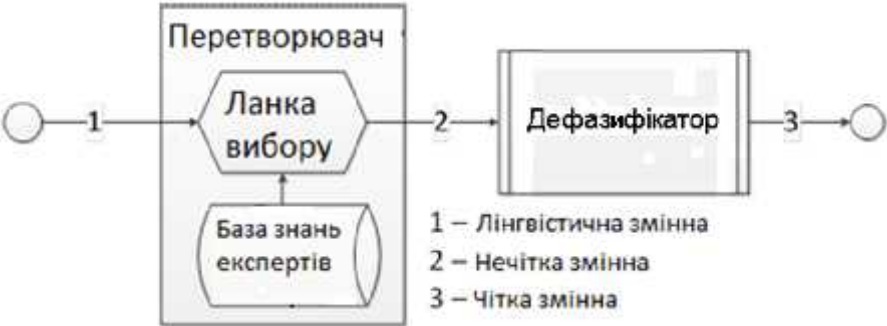 Перетворювач
Ланка
вибору
База знань
експертів
1
2
Дефазифікатор
3
1 – Лінгвістична змінна
2 – Нечітка змінна
3 – Чітка змінна